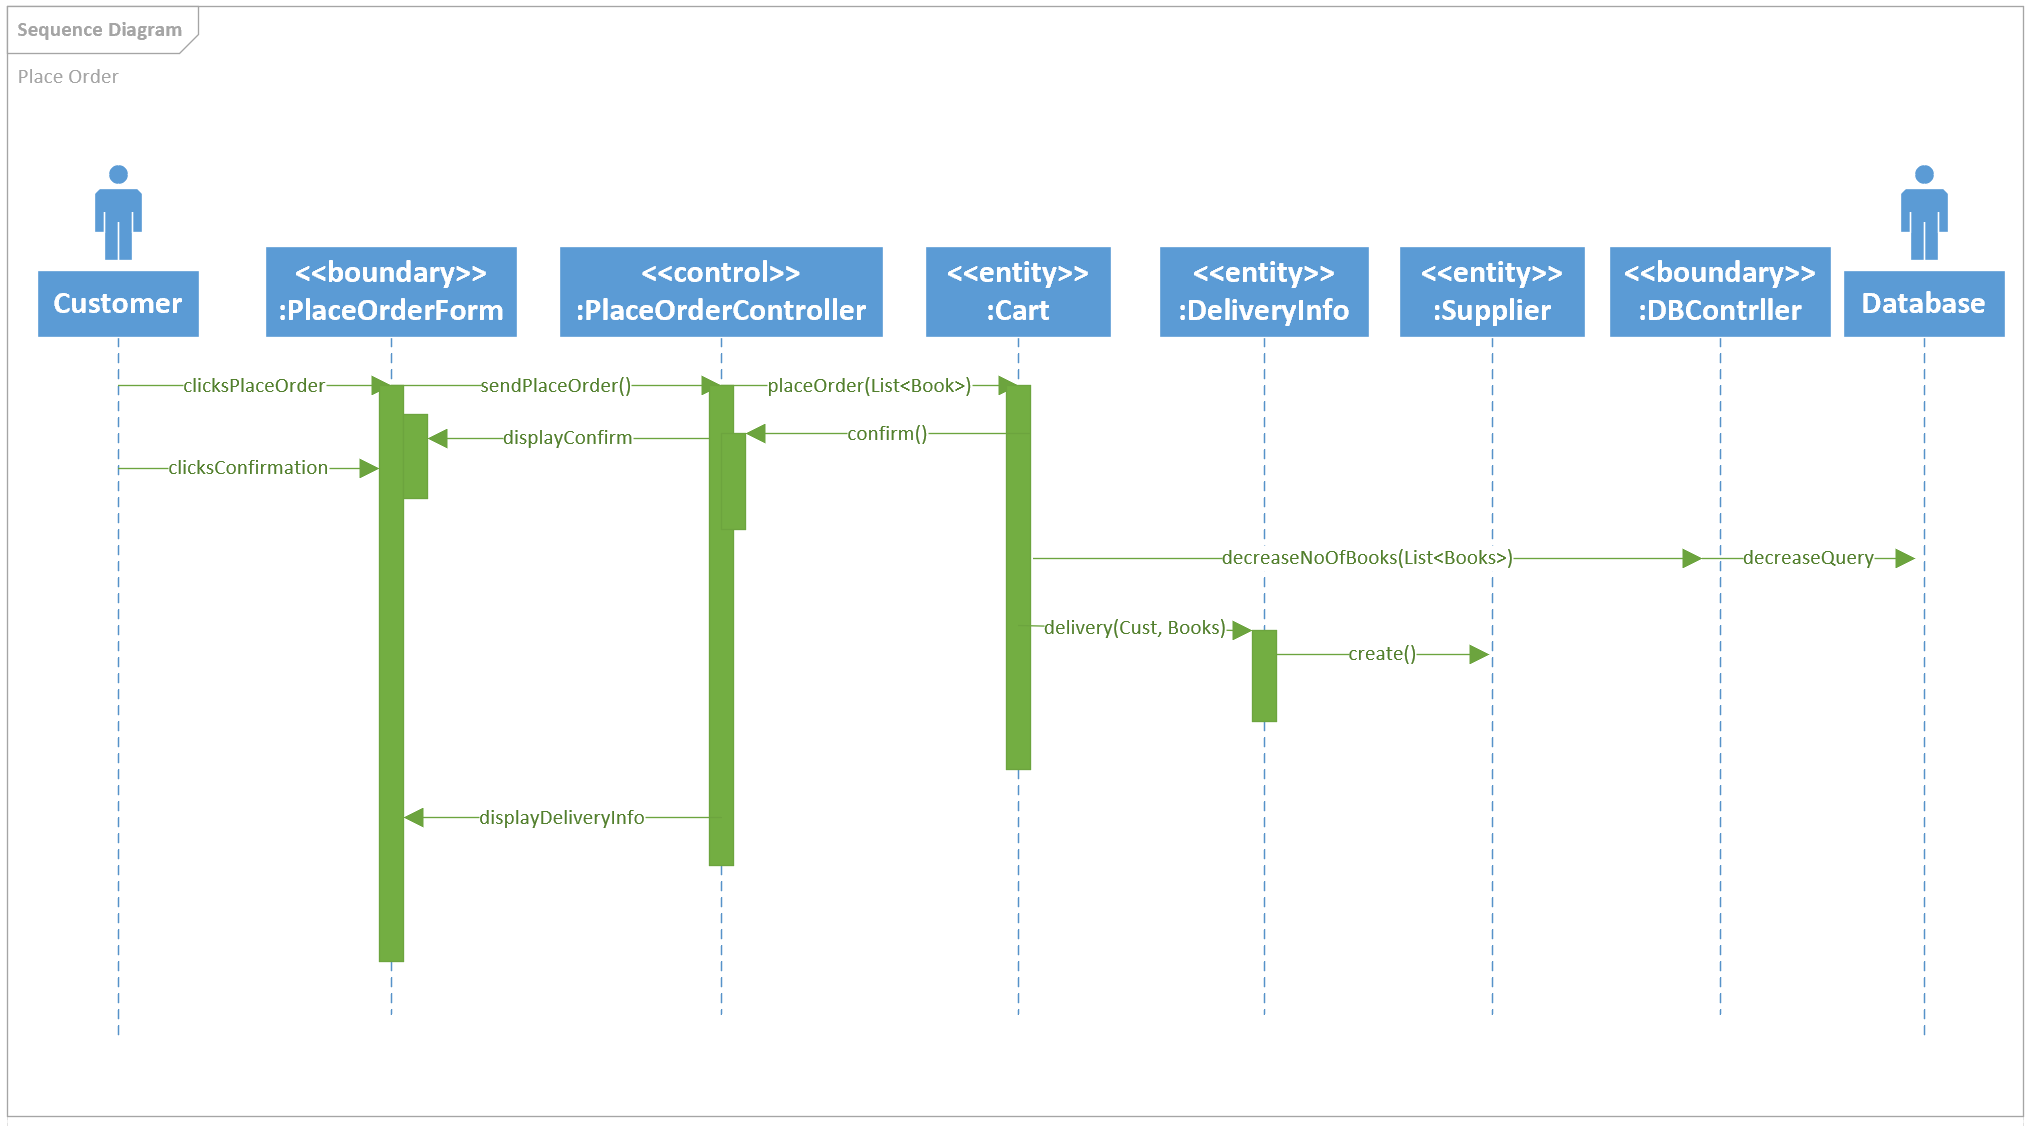 Sequence Diagram
Place Order
Customer
<<boundary>>
:PlaceOrderForm
<<control>>
:PlaceOrderController
<<entity>>
:Cart
<<entity>>
:DeliveryInfo
<<entity>>
:Supplier
<<boundary>>
:DBContrller
Database
clicksPlaceOrder
sendPlaceOrder()
placeOrder(List<Book>)
confirm()
displayConfirm
clicksConfirmation
decreaseNoOfBooks(List<Books>)
decreaseQuery
delivery(Cust, Books)
create()
displayDeliveryInfo